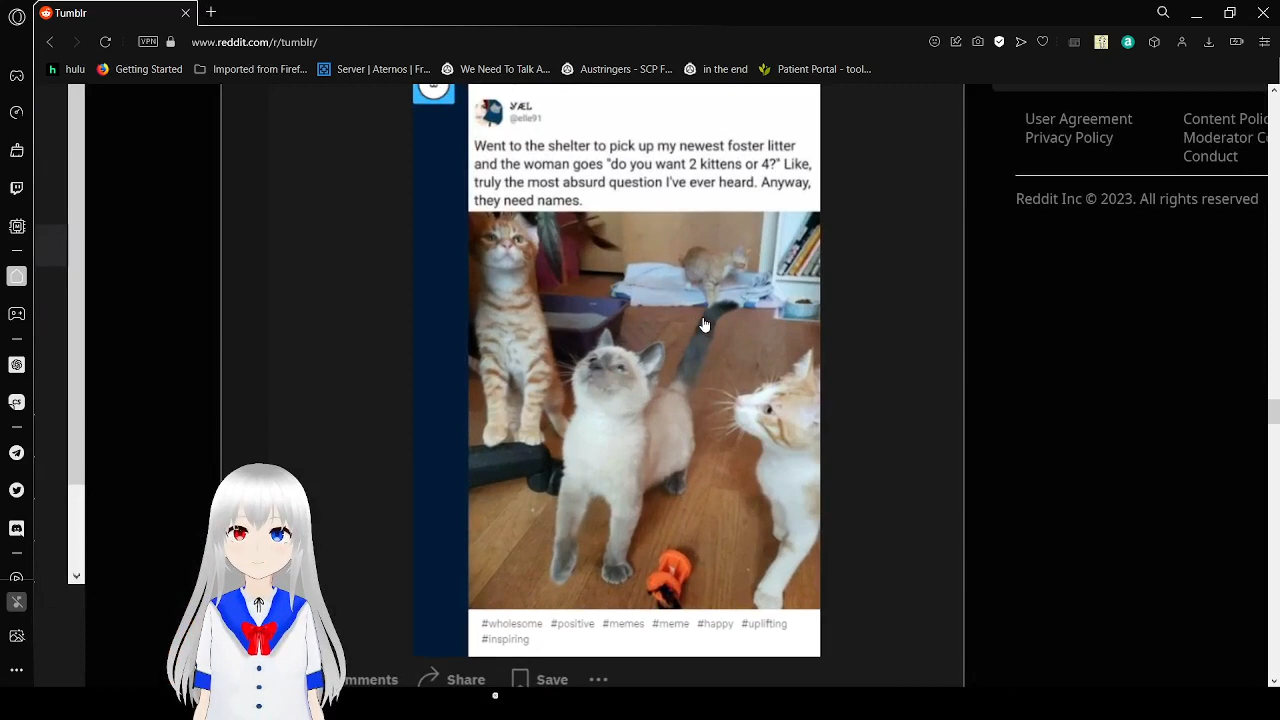 Tumblr
VPN
www.reddit.com/r/tumblr/
hulu
Getting Started
Imported from Firef...
Server | Aternos | Fr...
We Need To Talk A...
Austringers - SCP F...
in the end
Patient Portal - tool...
@elle91
Went to the shelter to pick up my newest foster litter
and the woman goes "do you want 2 kittens or 4?" Like,
truly the most absurd question I've ever heard. Anyway,
they need names.
#wholesome #positive #memes #meme #happy #uplifting
#inspiring
mments
Share
Save
User Agreement
Privacy Policy
Content Polic
Moderator C
Conduct
Reddit Inc © 2023. All rights reserved